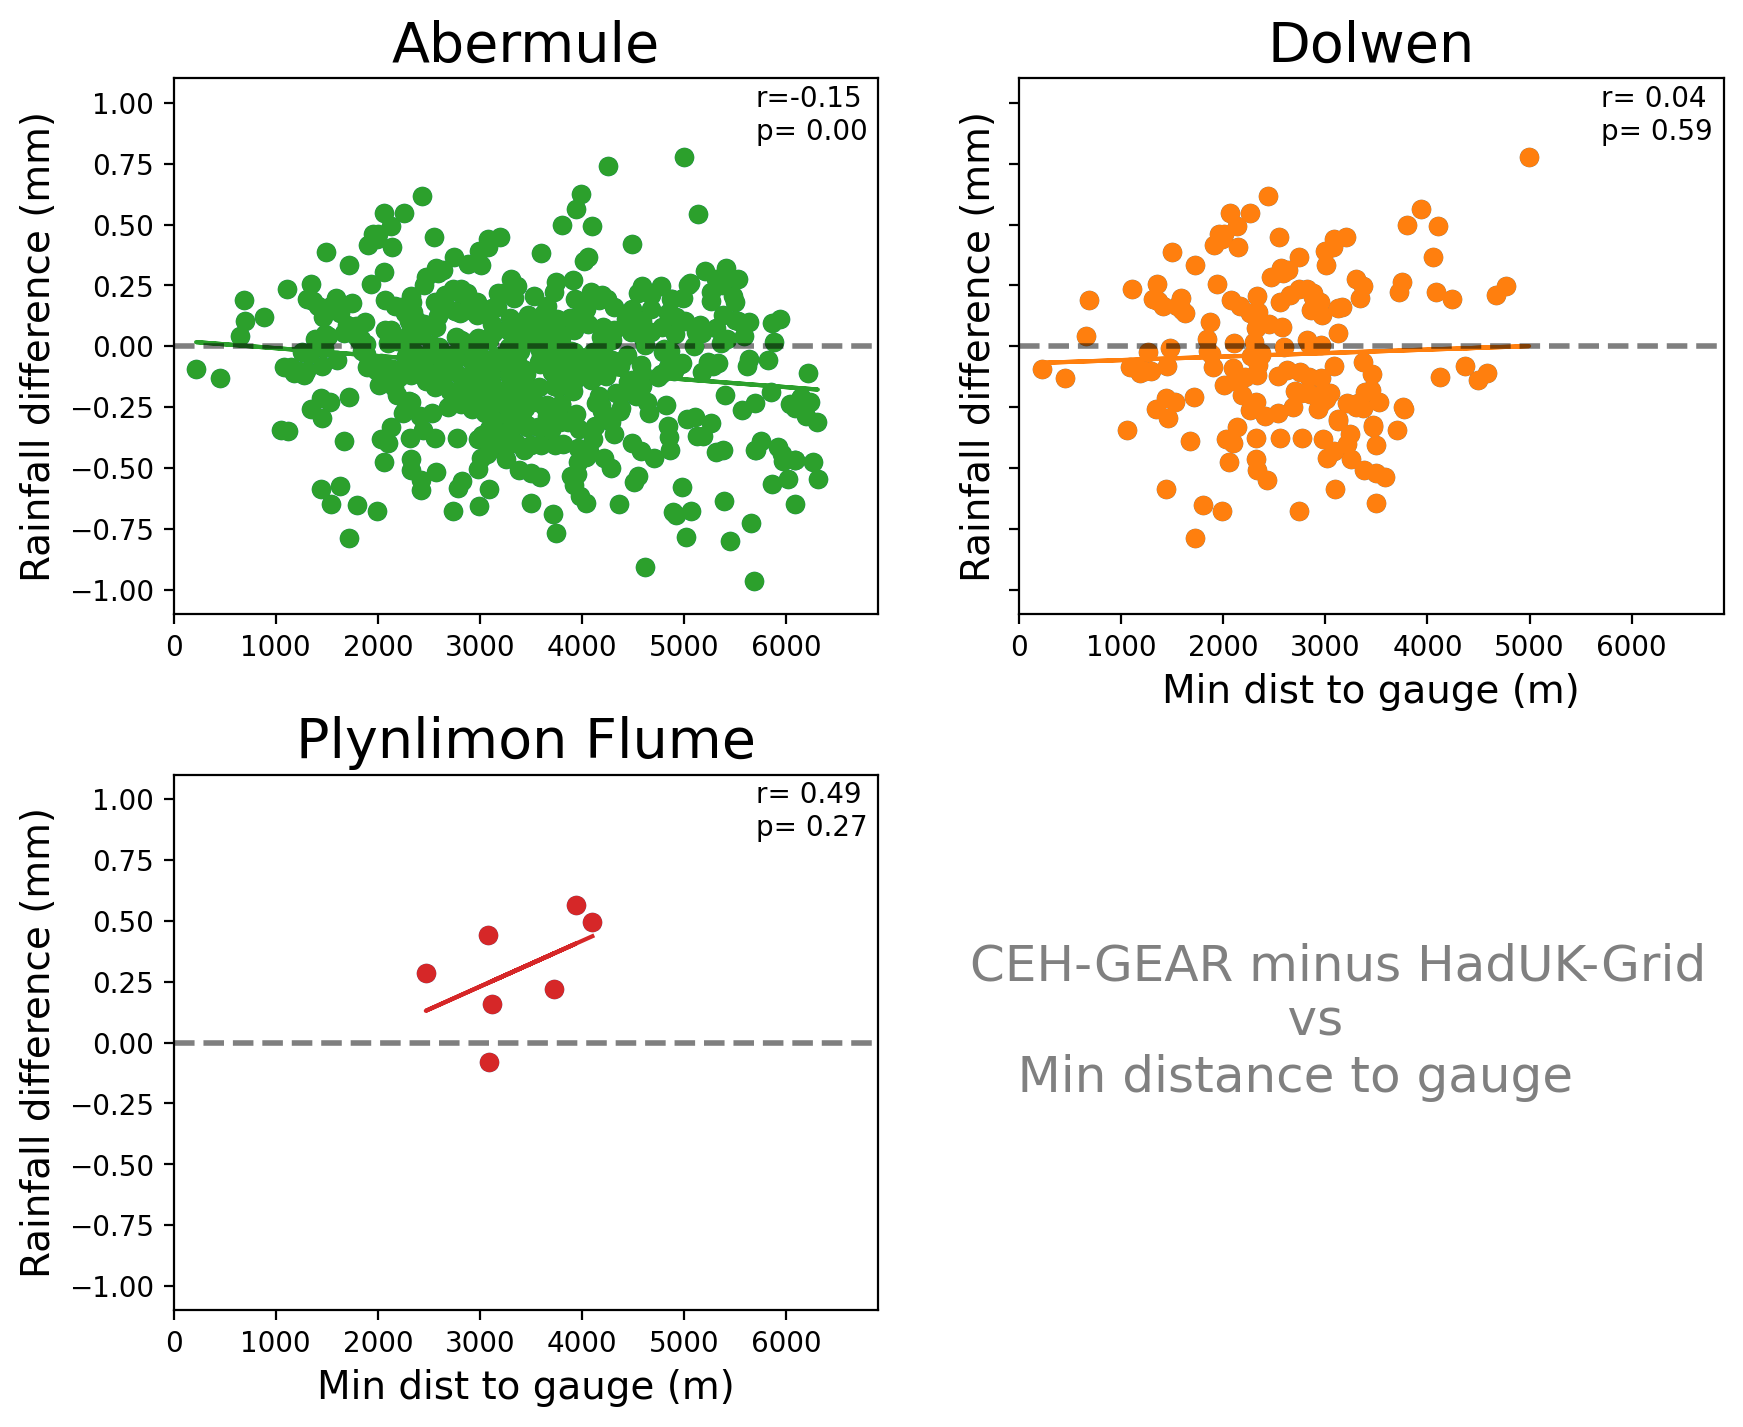 Abermule
r=-0.15
p= 0.00
Rainfall difference (mm)
1.00
0.75
0.50
0.25
0.00
−0.25
−0.50
−0.75
−1.00
0 1000 2000 3000 4000 5000 6000
Dolwen
r= 0.04
p= 0.59
Rainfall difference (mm)
0 1000 2000 3000 4000 5000 6000
Min dist to gauge (m)
Plynlimon Flume
r= 0.49
p= 0.27
Rainfall difference (mm)
1.00
0.75
0.50
0.25
0.00
−0.25
−0.50
−0.75
−1.00
0 1000 2000 3000 4000 5000 6000
Min dist to gauge (m)
CEH-GEAR minus HadUK-Grid
vs
Min distance to gauge